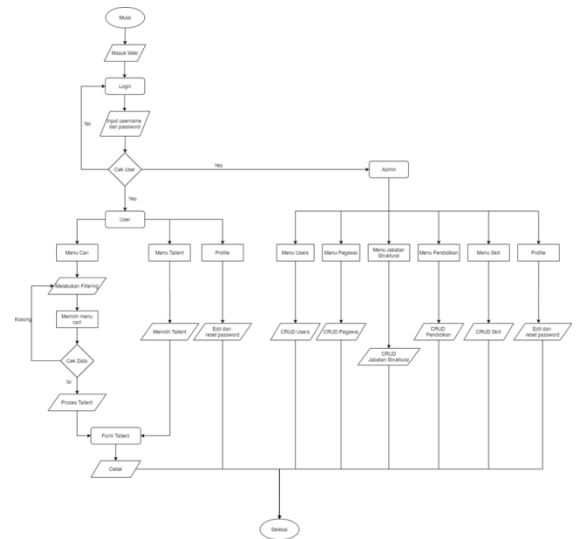 Mulai
Masuk Web
Login
Input username
dan password
No
Cek User
Yes
Yes
Admin
User
Menu Cari
Menu Talent
Profile
Menu Users
Menu Pegawai
Menu Jabatan
Struktural
Menu Pendidikan
Menu Skill
Profile
Melakukan Filtering
Kosong
Memilih menu
cart
Memilih Talent
Edit dan
reset password
CRUD Users
CRUD Pegawai
CRUD
Jabatan Struktural
CRUD
Pendidikan
CRUD Skill
Edit dan
reset password
Cek Data
Isi
Proses Talent
Form Talent
Cetak
Selesai